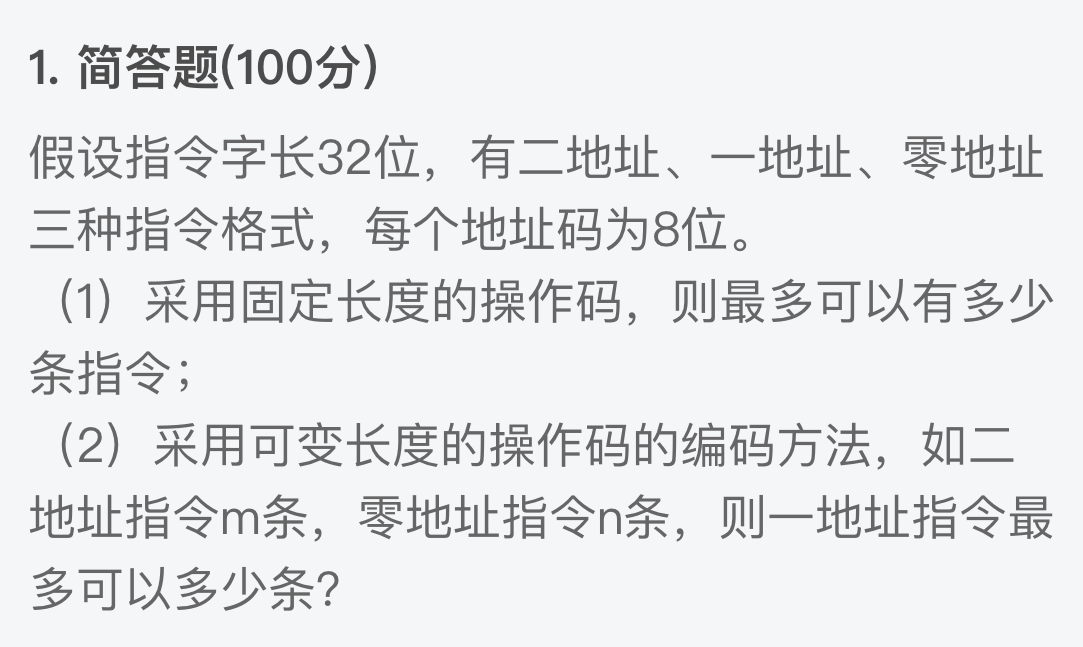 1. 简答题(100分)
假设指令字长32位，有二地址、一地址、零地址
三种指令格式，每个地址码为8位。
（1）采用固定长度的操作码，则最多可以有多少
条指令；
（2）采用可变长度的操作码的编码方法，如二
地址指令m条，零地址指令n条，则一地址指令最
多可以多少条？